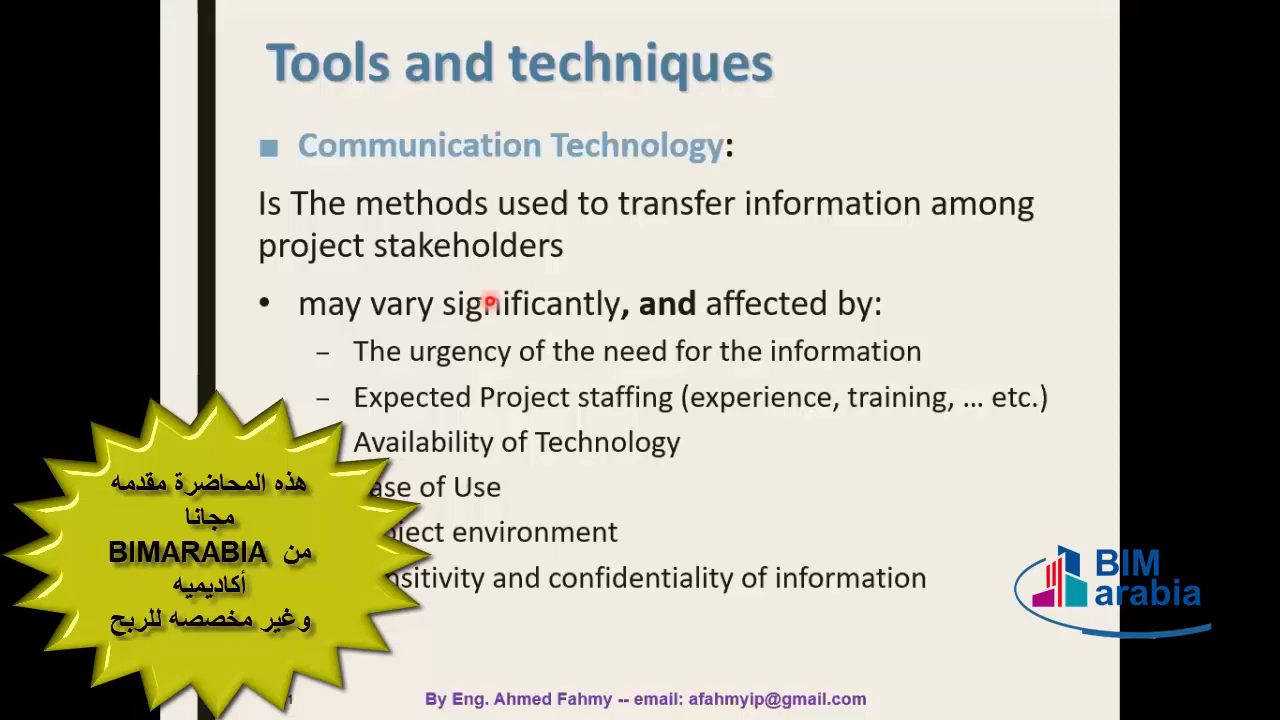 Tools and techniques
Communication Technology:
Is The methods used to transfer information among
project stakeholders
• may vary significantly, and affected by:
– The urgency of the need for the information
– Expected Project staffing (experience, training, ... etc.)
Availability of Technology
ase of Use
ject environment
nsitivity and confidentiality of information
هذه المحاضرة مقدمه
مجانا
من BIMARABIA
أكاديميه
وغير مخصصه للربح
BIM
arabia
By Eng. Ahmed Fahmy -- email: afahmyip@gmail.com